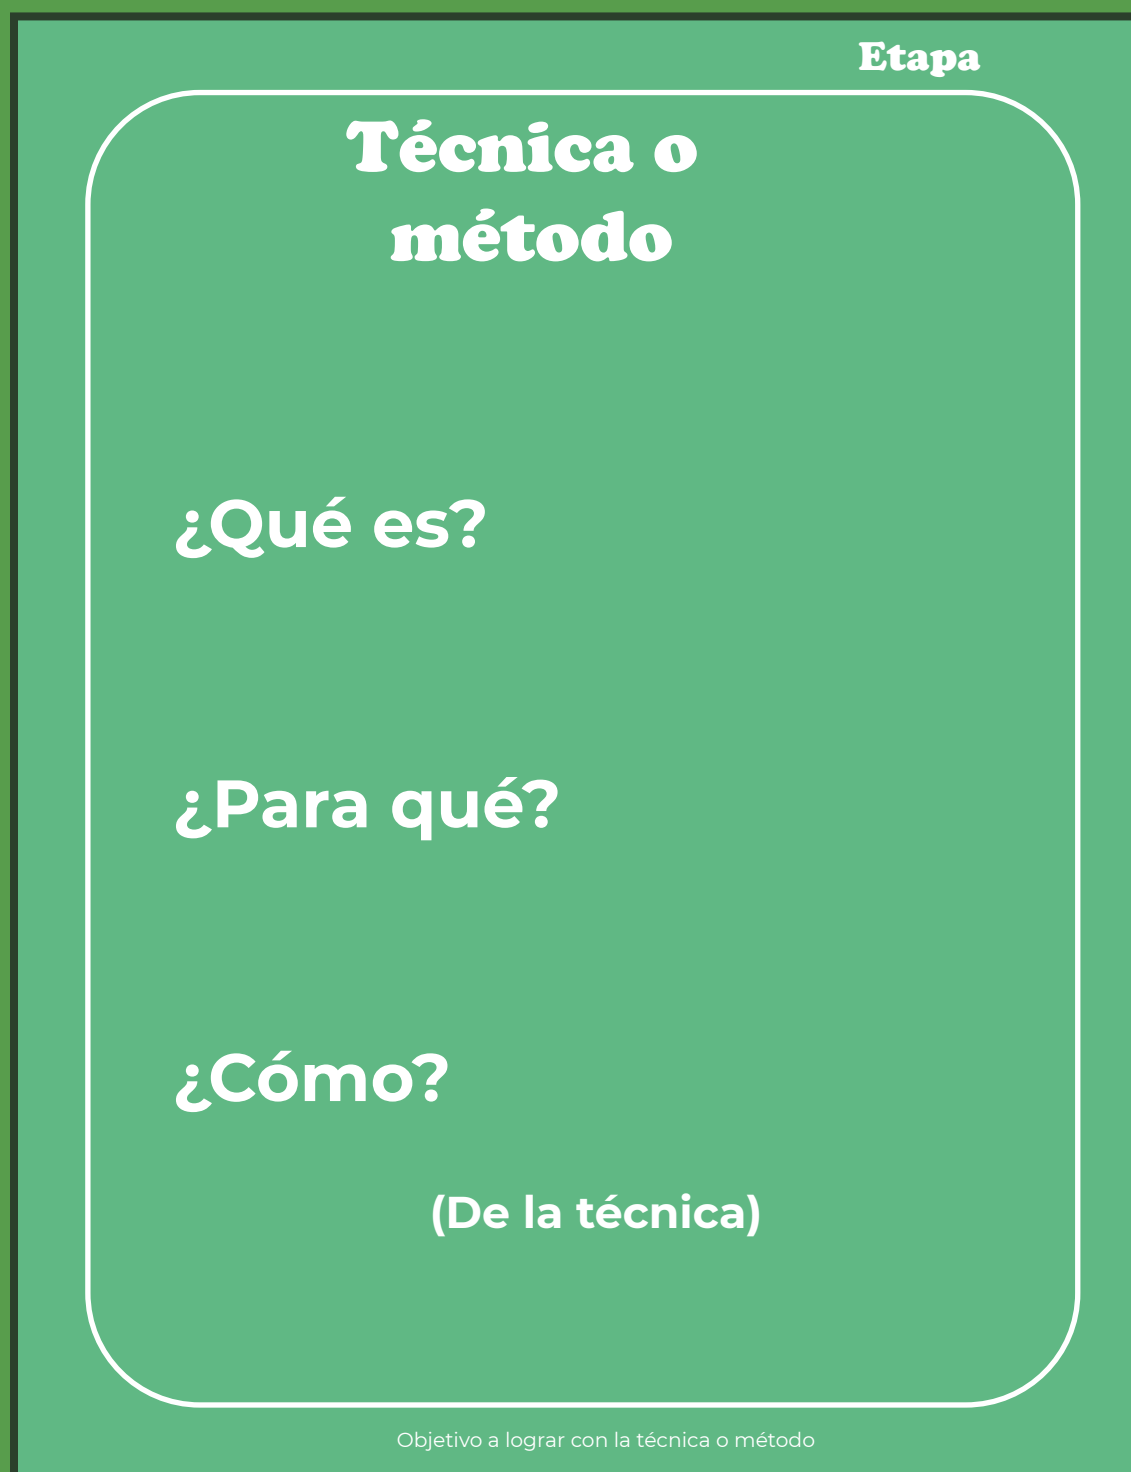 Etapa
Técnica o
método
¿Qué es?
¿Para qué?
¿Cómo?
(De la técnica)
Objetivo a lograr con la técnica o método